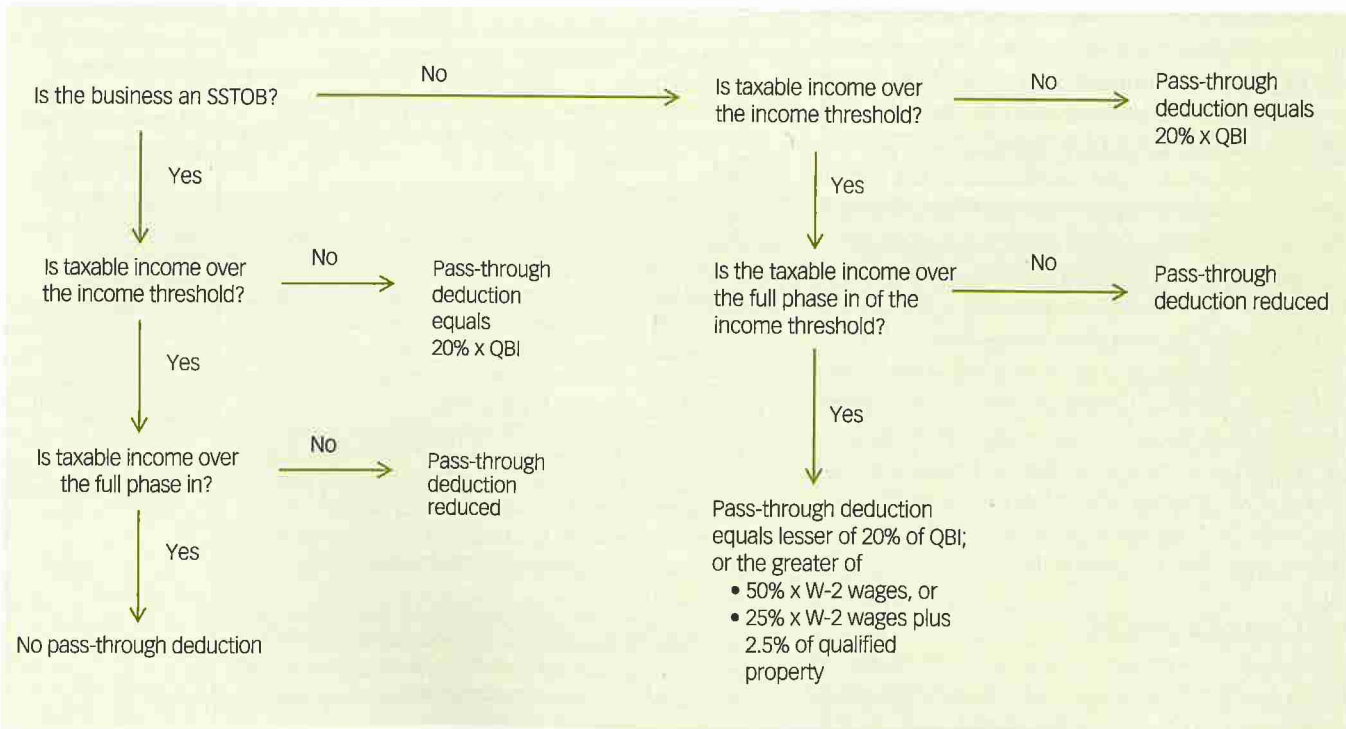 Is the business an SSTOB?
No
Is taxable income over
the income threshold?
No
Pass-through
deduction equals
20% x QBI
Yes
Yes
Is taxable income over
the income threshold?
No
Pass-through
deduction
equals
20% x QBI
Is the taxable income over
the full phase in of the
income threshold?
No
Pass-through
deduction reduced
Yes
Yes
Is taxable income over
the full phase in?
No
Pass-through
deduction
reduced
Yes
No pass-through deduction
Pass-through deduction
equals lesser of 20% of QBI;
or the greater of
• 50% x W-2 wages, or
• 25% x W-2 wages plus
2.5% of qualified
property